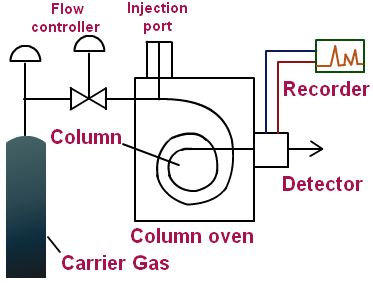 Flow
controller
Injection
port
Recorder
Column
Detector
Column oven
Carrier Gas